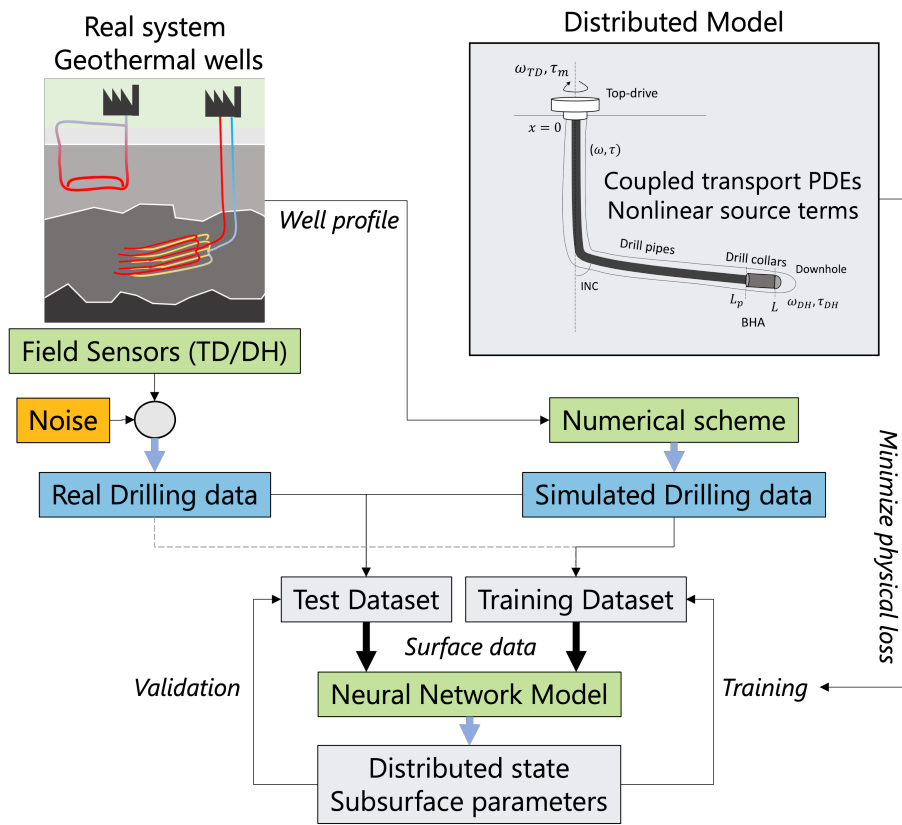 Real system
Geothermal wells
Distributed Model
ω_TD, τ_m
Top-drive
x = 0
(ω, τ)
Coupled transport PDEs
Nonlinear source terms
Well profile
Drill pipes
Drill collars
Downhole
INC
L_p
L
ω_DH, τ_DH
BHA
Field Sensors (TD/DH)
Noise
Numerical scheme
Real Drilling data
Simulated Drilling data
Minimize physical loss
Test Dataset
Training Dataset
Surface data
Validation
Neural Network Model
Training
Distributed state
Subsurface parameters